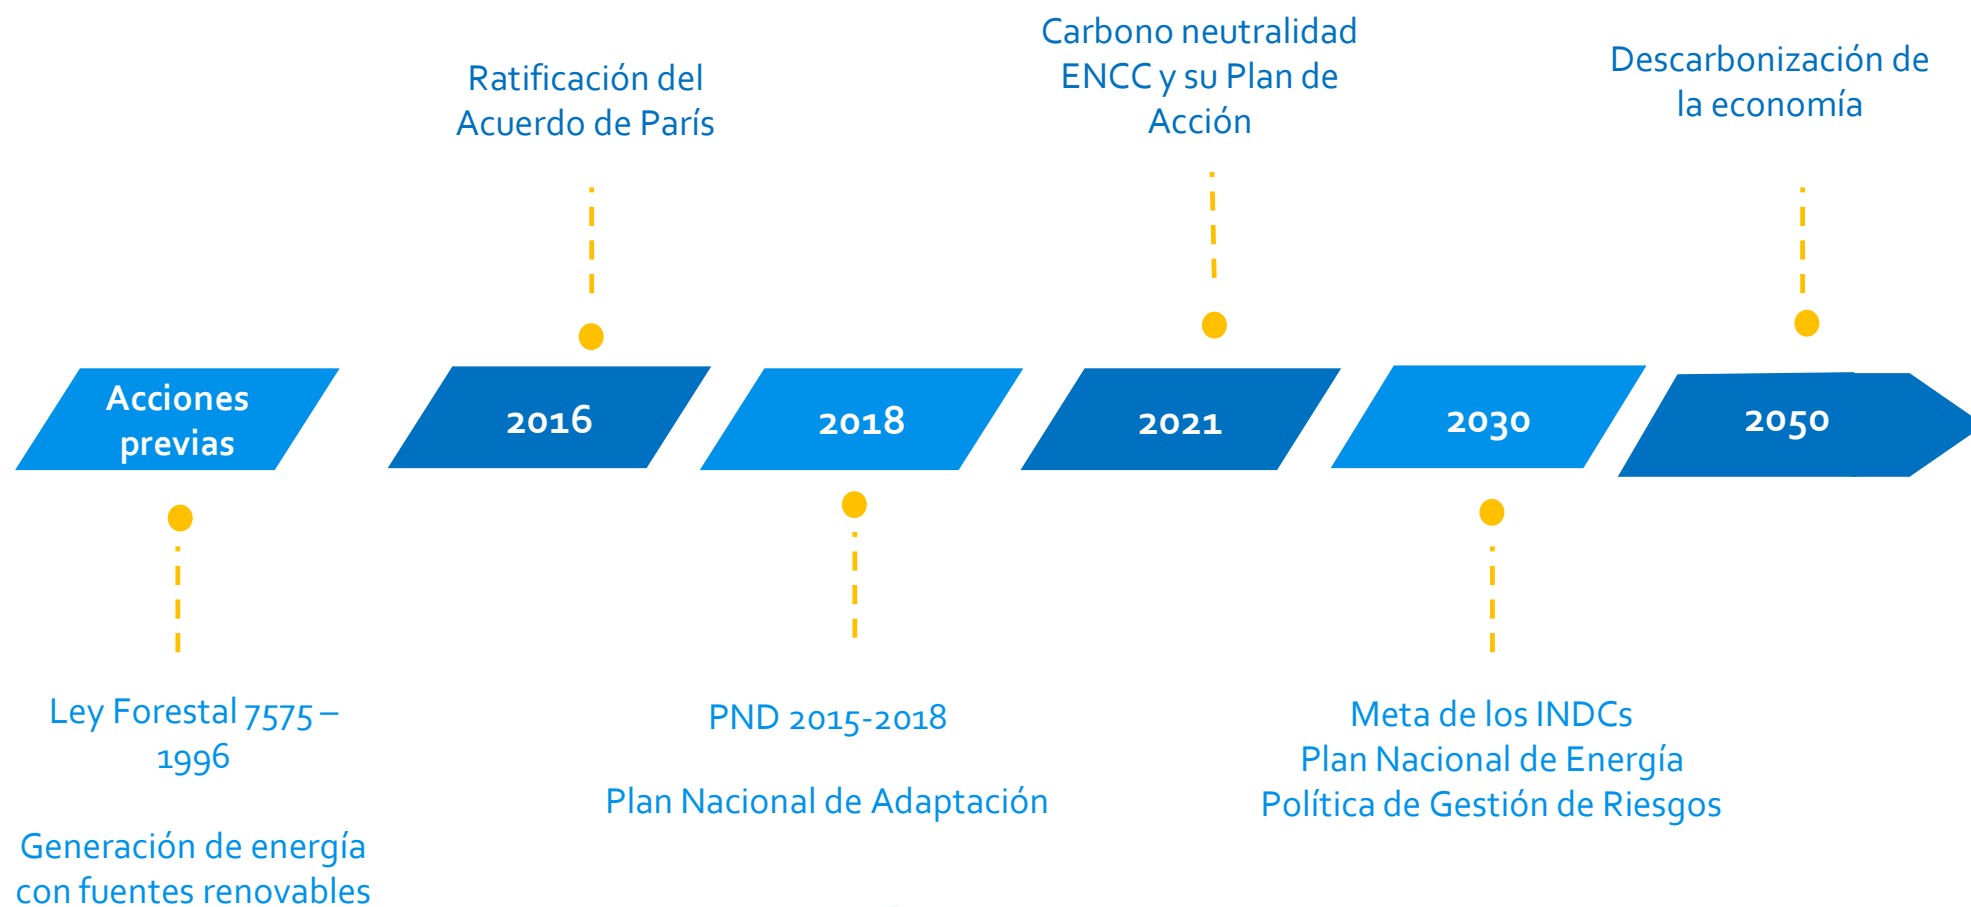 Ratificación del
Acuerdo de París
Carbono neutralidad
ENCC y su Plan de
Acción
Descarbonización de
la economía
Acciones
previas
2016
2018
2021
2030
2050
Ley Forestal 7575 –
1996
Generación de energía
con fuentes renovables
PND 2015-2018
Plan Nacional de Adaptación
Meta de los INDCs
Plan Nacional de Energía
Política de Gestión de Riesgos